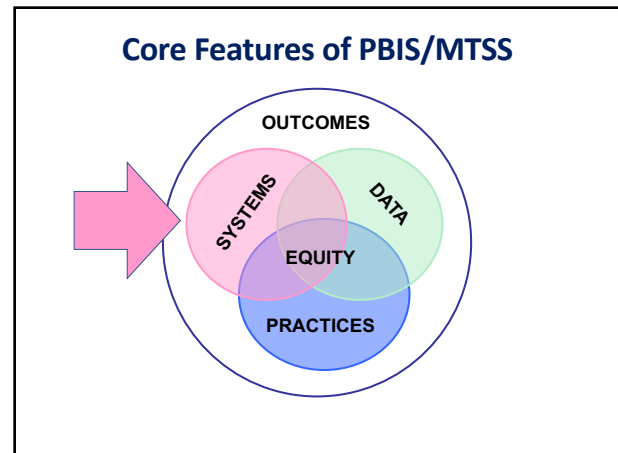 Core Features of PBIS/MTSS
OUTCOMES
SYSTEMS
DATA
EQUITY
PRACTICES